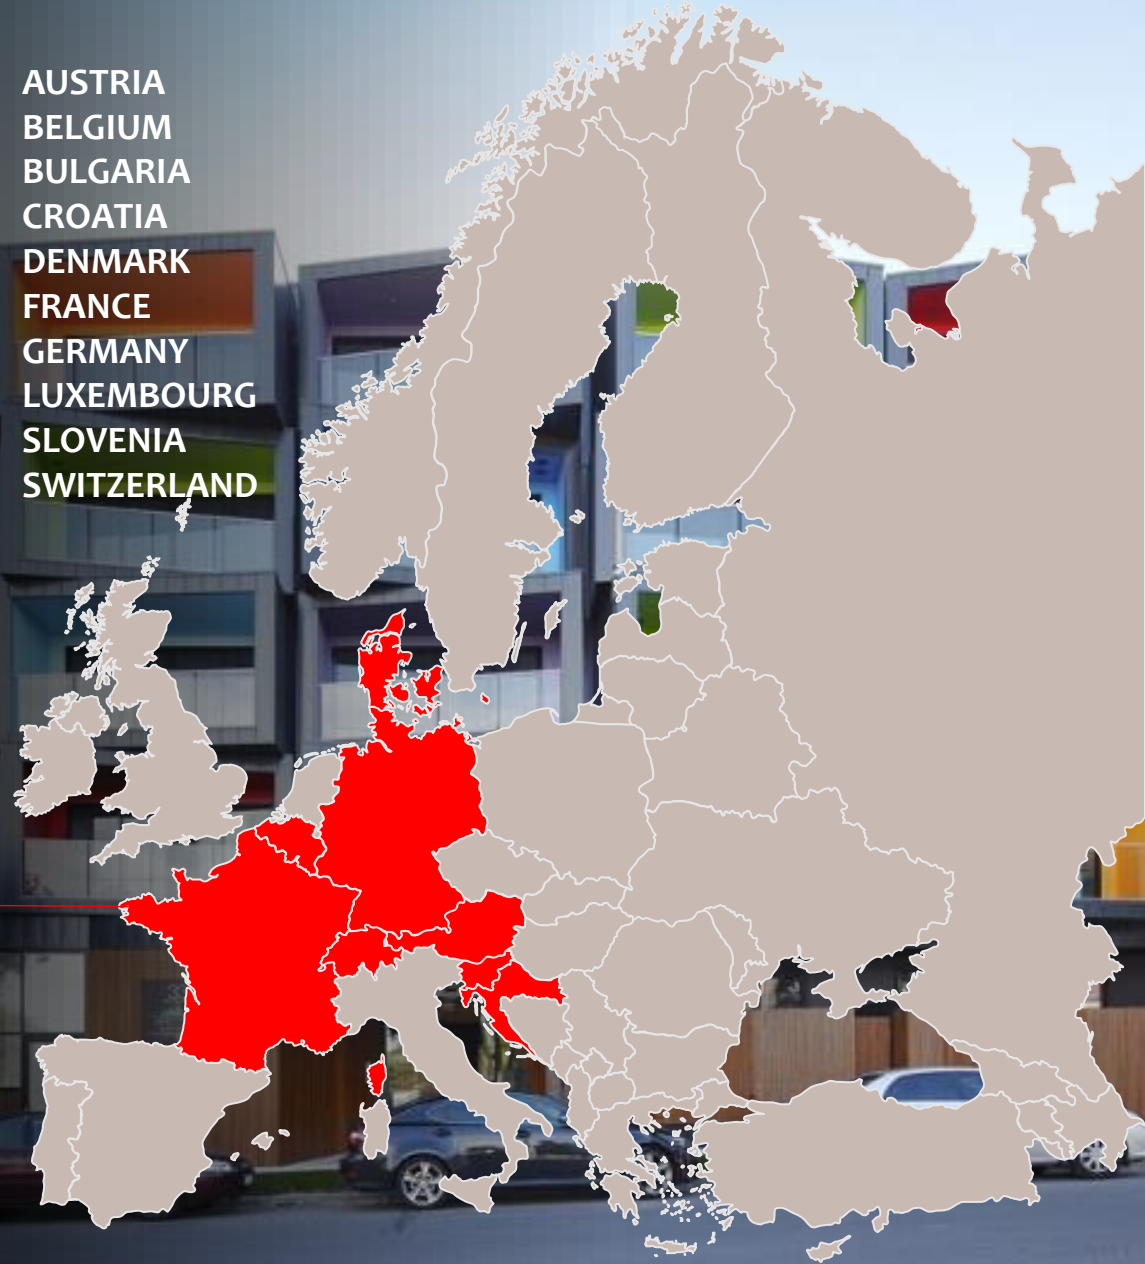 AUSTRIA
BELGIUM
BULGARIA
CROATIA
DENMARK
FRANCE
GERMANY
LUXEMBOURG
SLOVENIA
SWITZERLAND